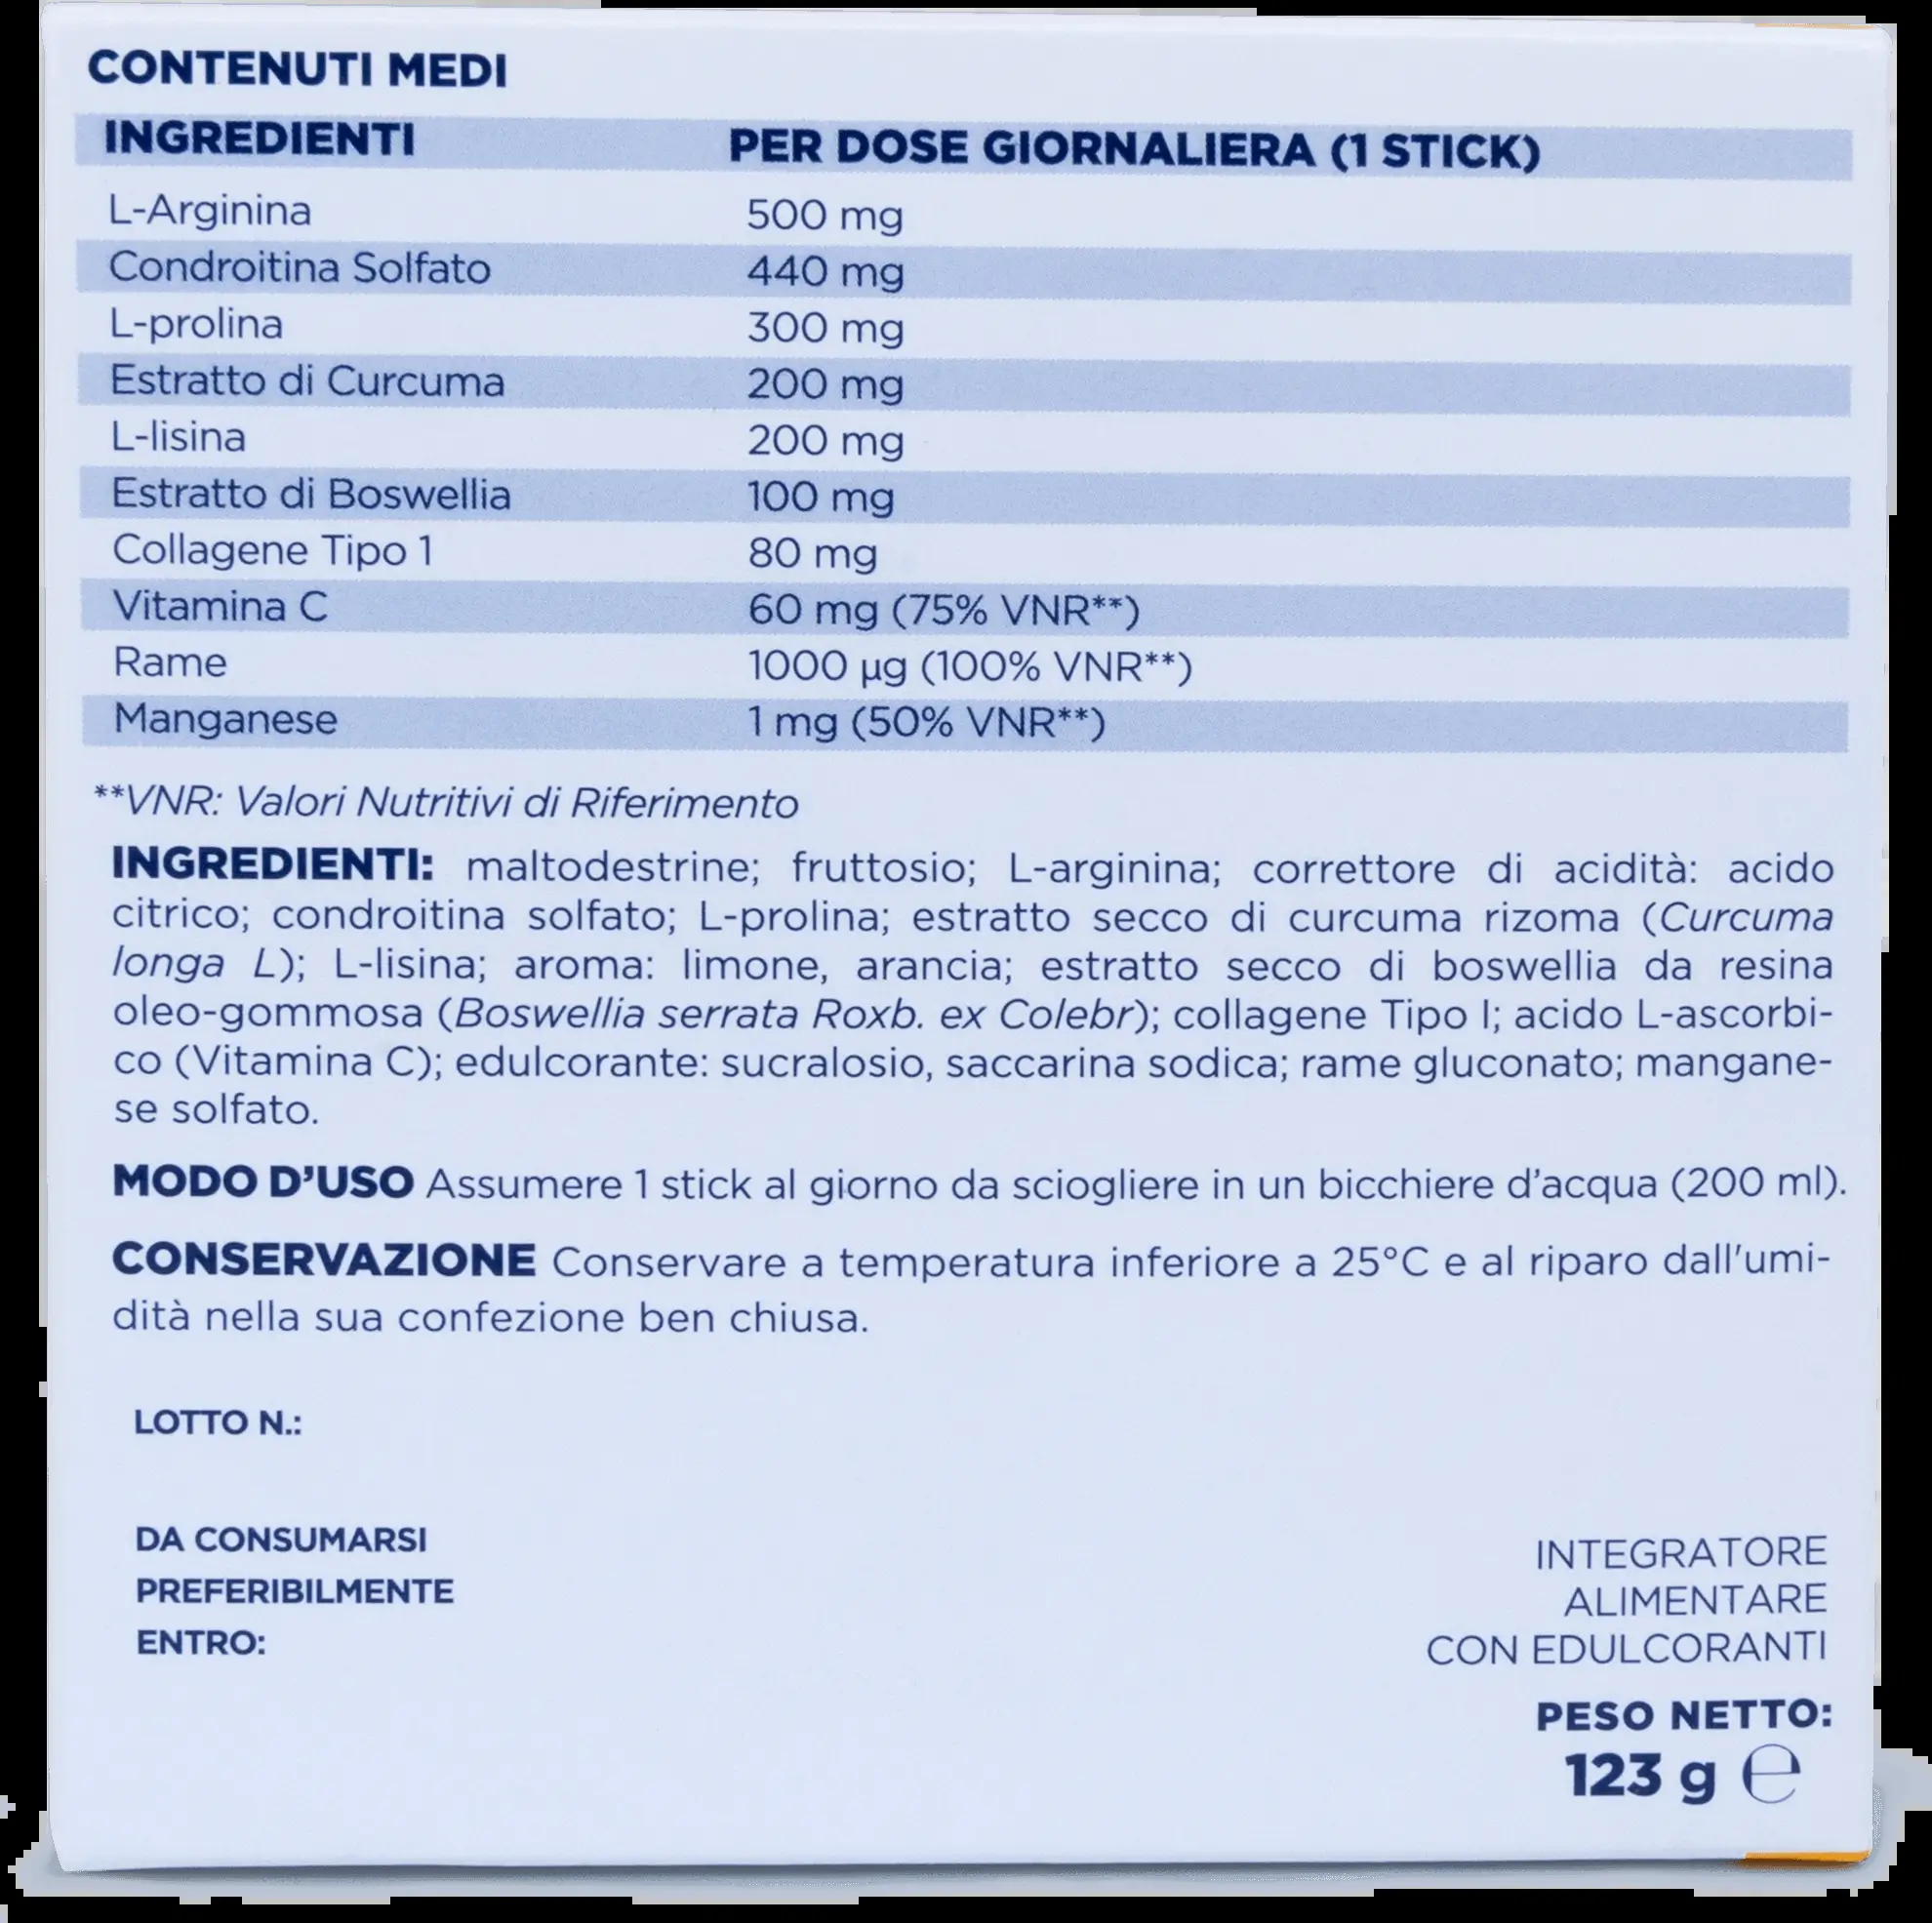 CONTENUTI MEDI
INGREDIENTI PER DOSE GIORNALIERA (1 STICK)
L-Arginina 500 mg
Condroitina Solfato 440 mg
L-prolina 300 mg
Estratto di Curcuma 200 mg
L-lisina 200 mg
Estratto di Boswellia 100 mg
Collagene Tipo 1 80 mg
Vitamina C 60 mg (75% VNR**)
Rame 1000 µg (100% VNR**)
Manganese 1 mg (50% VNR**)
**VNR: Valori Nutritivi di Riferimento
INGREDIENTI: maltodestrine; fruttosio; L-arginina; correttore di acidità: acido
citrico; condroitina solfato; L-prolina; estratto secco di curcuma rizoma (Curcuma
longa L); L-lisina; aroma: limone, arancia; estratto secco di boswellia da resina
oleo-gommosa (Boswellia serrata Roxb. ex Colebr); collagene Tipo I; acido L-ascorbi-
co (Vitamina C); edulcorante: sucralosio, saccarina sodica; rame gluconato; mangane-
se solfato.
MODO D'USO Assumere 1 stick al giorno da sciogliere in un bicchiere d'acqua (200 ml).
CONSERVAZIONE Conservare a temperatura inferiore a 25°C e al riparo dall'umi-
dità nella sua confezione ben chiusa.
LOTTO N.:
DA CONSUMARSI
PREFERIBILMENTE
ENTRO:
INTEGRATORE
ALIMENTARE
CON EDULCORANTI
PESO NETTO:
123 g ℮